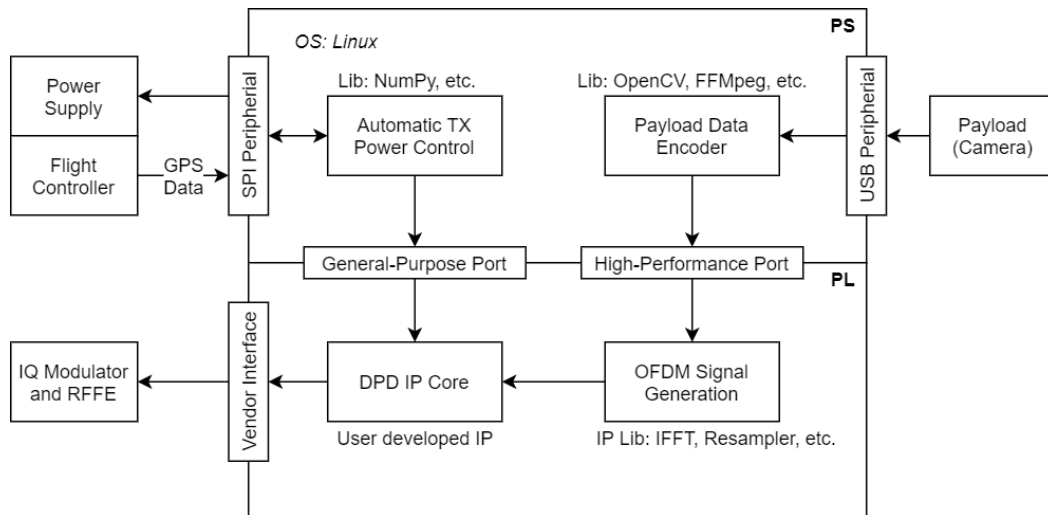 PS
OS: Linux
Power
Supply
Flight
Controller
GPS
Data
SPI Peripherial
Lib: NumPy, etc.
Automatic TX
Power Control
Lib: OpenCV, FFMpeg, etc.
Payload Data
Encoder
USB Peripherial
Payload
(Camera)
General-Purpose Port
High-Performance Port
PL
IQ Modulator
and RFFE
Vendor Interface
DPD IP Core
User developed IP
OFDM Signal
Generation
IP Lib: IFFT, Resampler, etc.